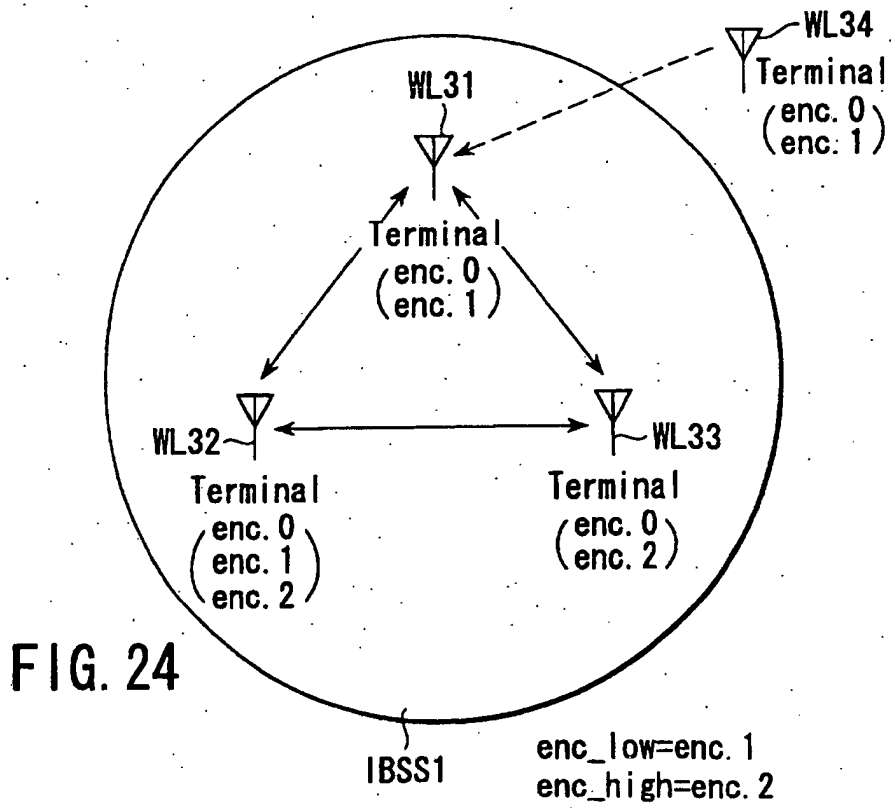 WL34
Terminal
(enc. 0
enc. 1)
WL31
Terminal
(enc. 0
enc. 1)
WL32
Terminal
(enc. 0
enc. 1
enc. 2)
WL33
Terminal
(enc. 0
enc. 2)
FIG. 24
IBSS1
enc_low=enc. 1
enc_high=enc. 2